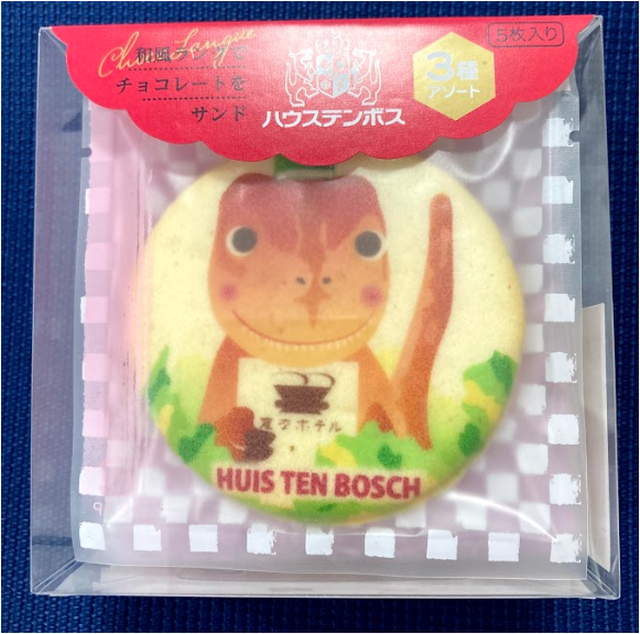 Chou Langue
5枚入り
和風ラングで
チョコレートを
サンド
3種
アソート
ハウステンボス
変なホテル
HUIS TEN BOSCH